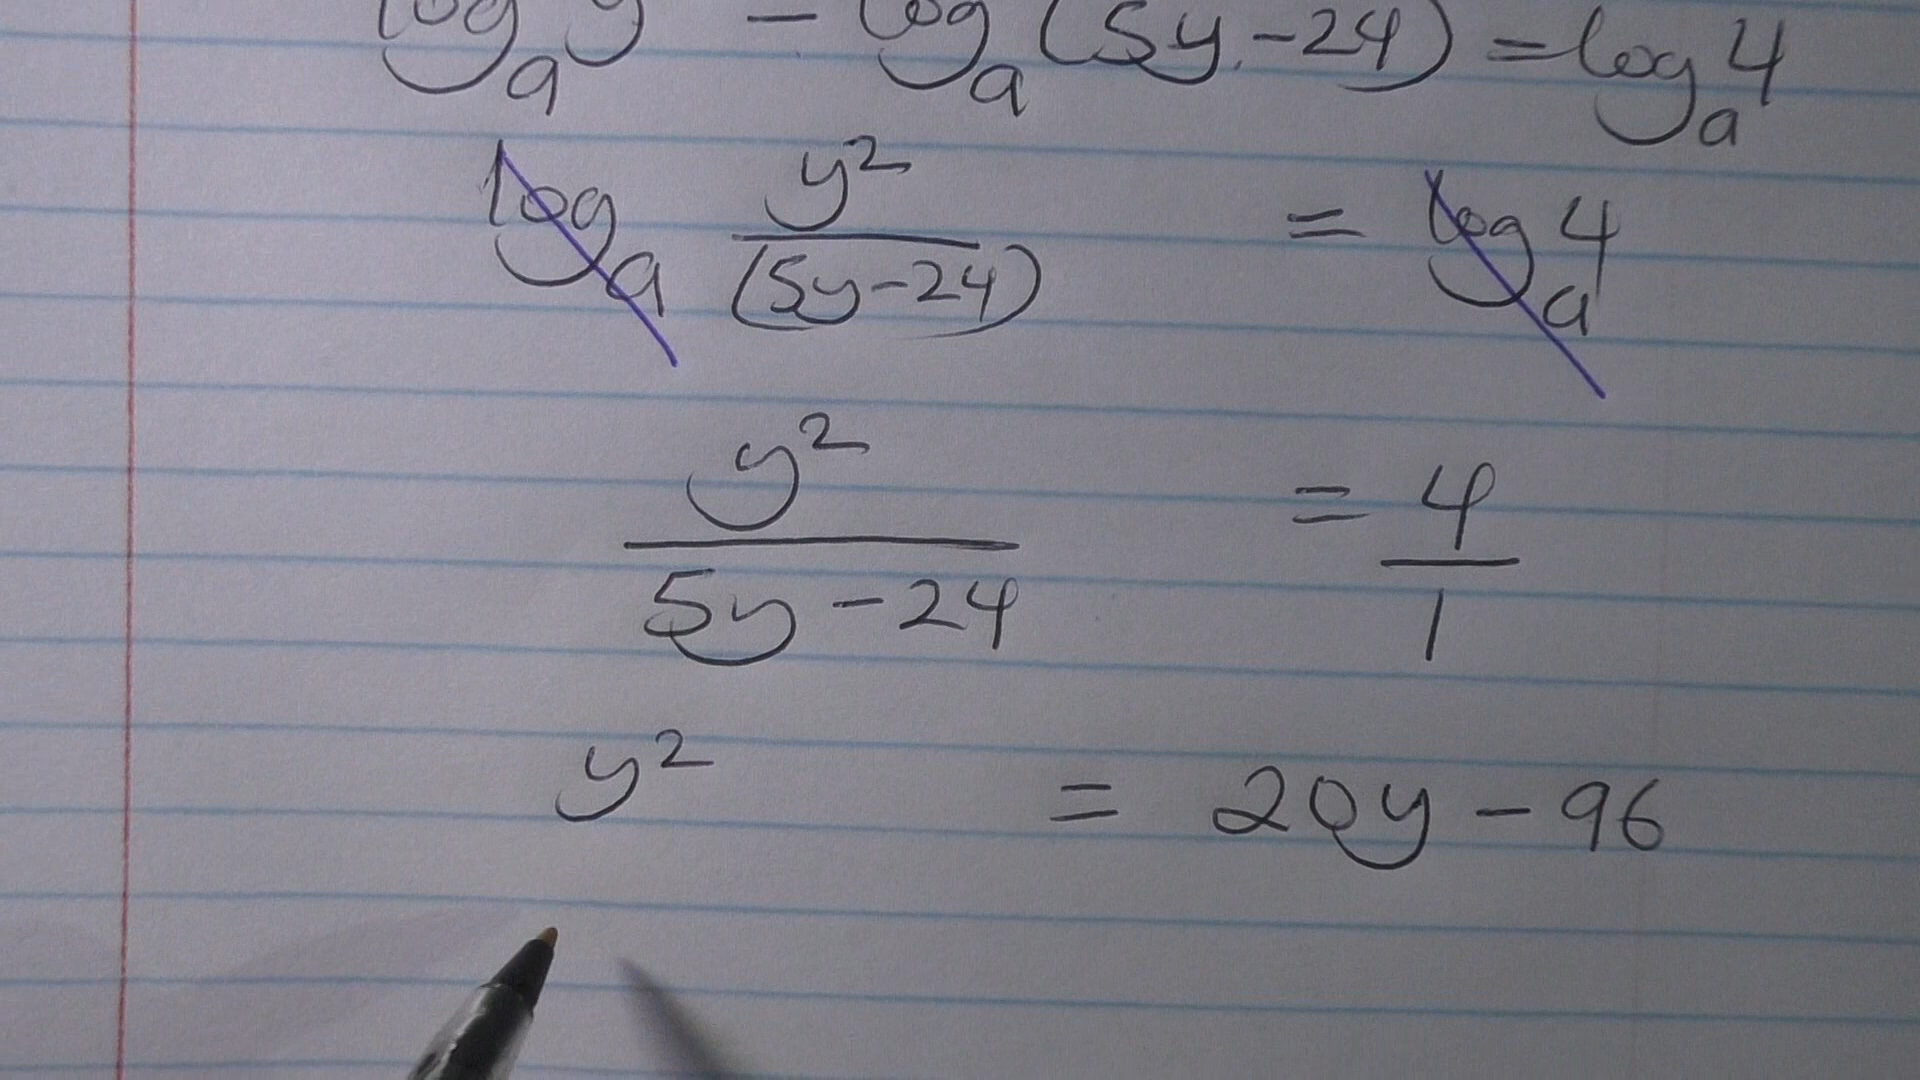 log_a y - log_a (5y - 24) = log_a 4
log_a y²/(5y-24) = log_a 4
y²/5y - 24 = 4/1
y² = 20y - 96